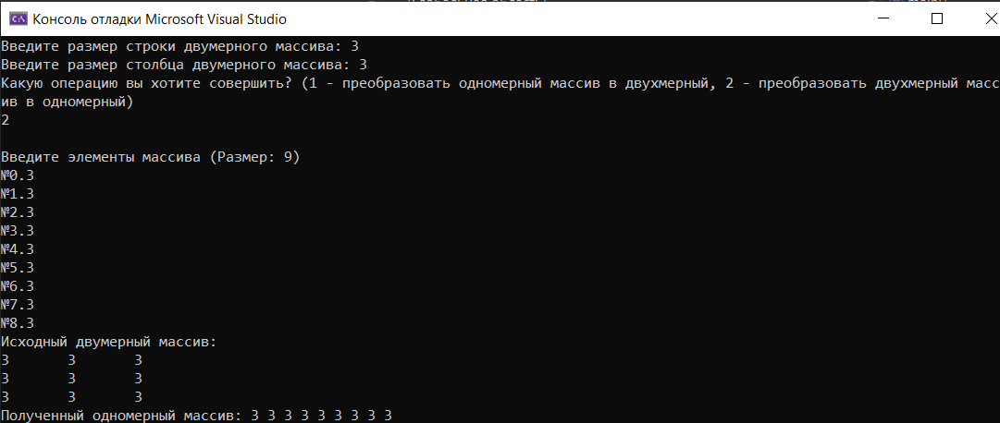 Консоль отладки Microsoft Visual Studio
Введите размер строки двумерного массива: 3
Введите размер столбца двумерного массива: 3
Какую операцию вы хотите совершить? (1 - преобразовать одномерный массив в двухмерный, 2 - преобразовать двухмерный масс
ив в одномерный)
2
Введите элементы массива (Размер: 9)
№0.3
№1.3
№2.3
№3.3
№4.3
№5.3
№6.3
№7.3
№8.3
Исходный двумерный массив:
3 3 3
3 3 3
3 3 3
Полученный одномерный массив: 3 3 3 3 3 3 3 3 3